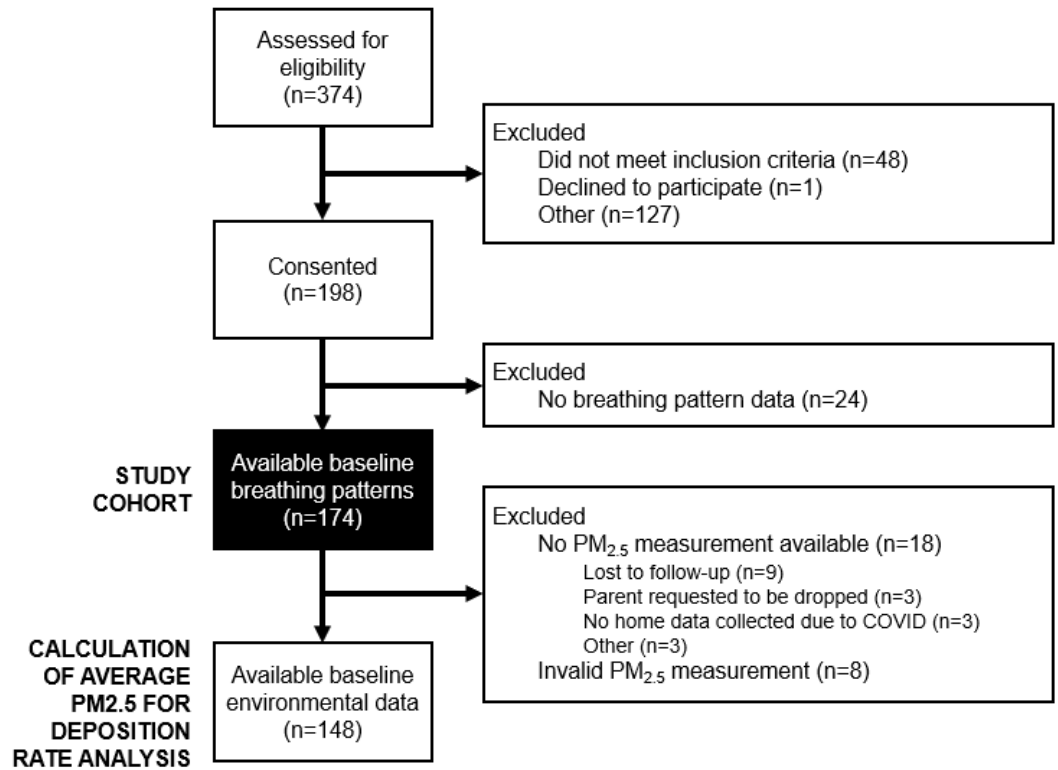 Assessed for
eligibility
(n=374)
Excluded
Did not meet inclusion criteria (n=48)
Declined to participate (n=1)
Other (n=127)
Consented
(n=198)
Excluded
No breathing pattern data (n=24)
STUDY
COHORT
Available baseline
breathing patterns
(n=174)
Excluded
No PM2.5 measurement available (n=18)
Lost to follow-up (n=9)
Parent requested to be dropped (n=3)
No home data collected due to COVID (n=3)
Other (n=3)
Invalid PM2.5 measurement (n=8)
CALCULATION
OF AVERAGE
PM2.5 FOR
DEPOSITION
RATE ANALYSIS
Available baseline
environmental data
(n=148)